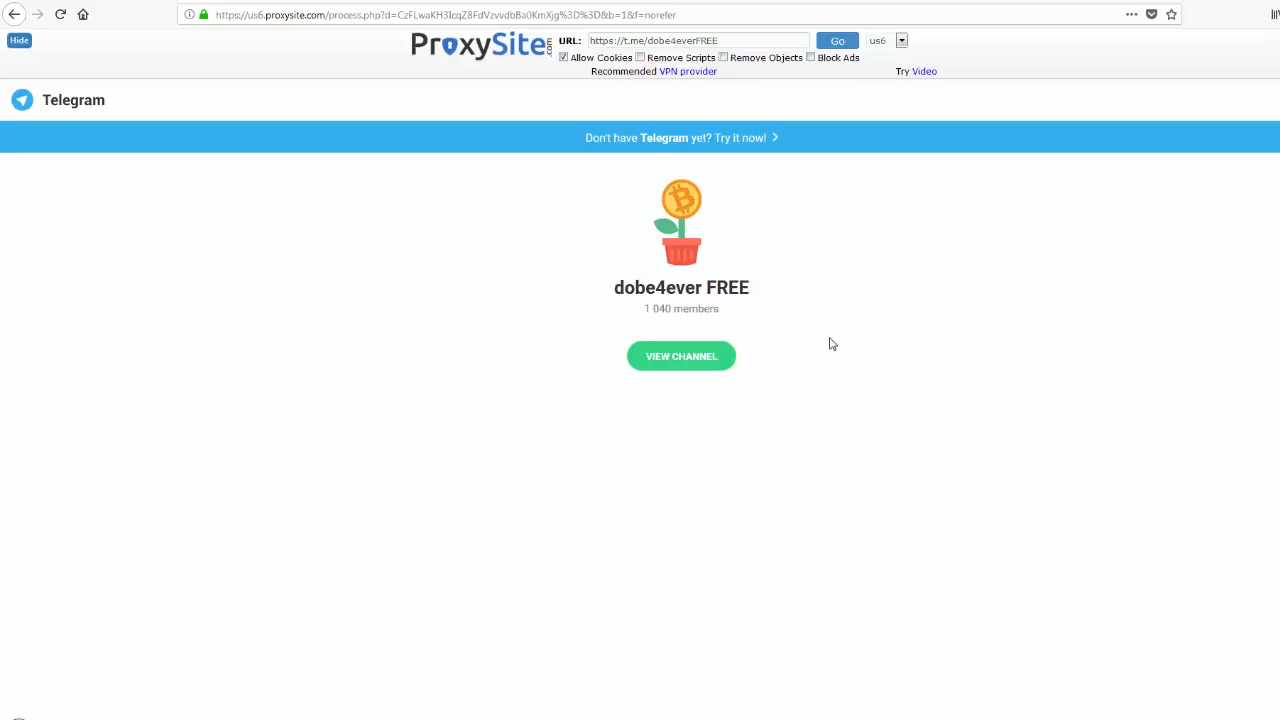 https://us6.proxysite.com/process.php?d=CzFLwaKH3IcqZ8FdVzvvdbBa0KmXjg%3D%3D&b=1&f=norefer
Hide
ProxySite.com
URL: https://t.me/dobe4everFREE Go us6
Allow Cookies Remove Scripts Remove Objects Block Ads
Recommended VPN provider Try Video
Telegram
Don't have Telegram yet? Try it now!
dobe4ever FREE
1 040 members
VIEW CHANNEL